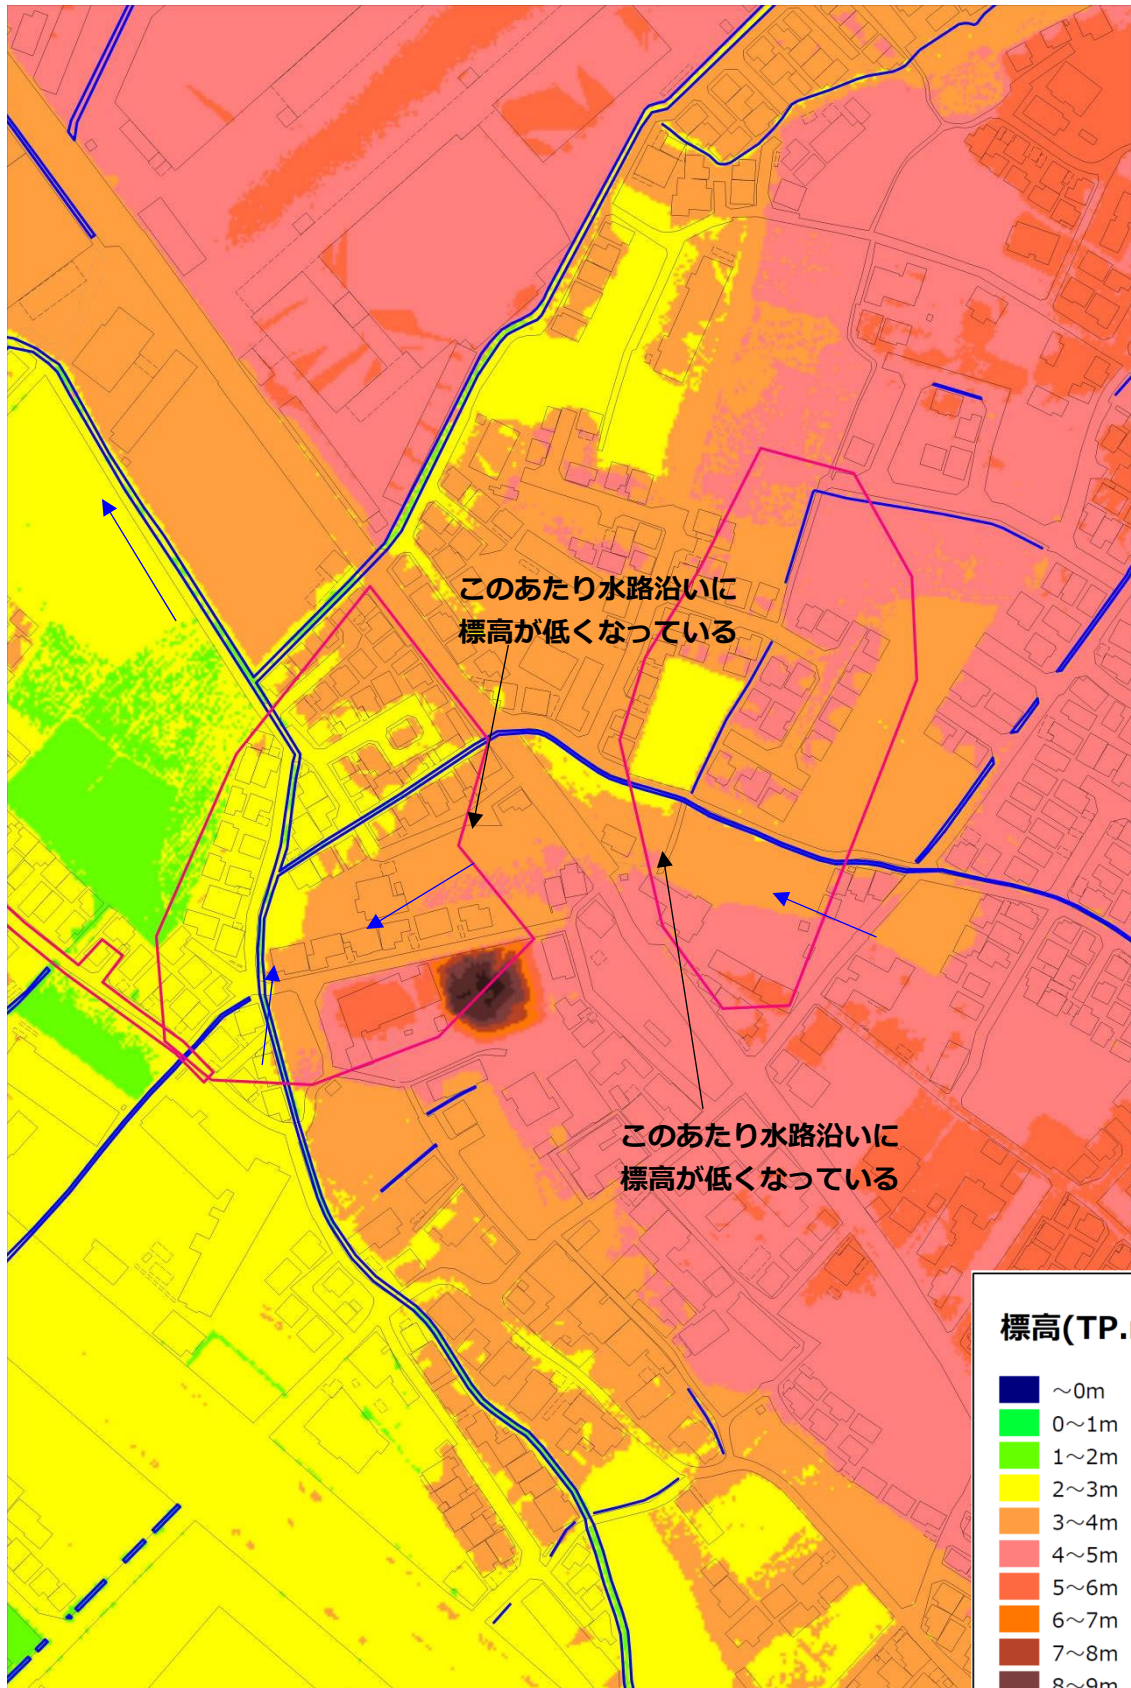 このあたり水路沿いに
標高が低くなっている
このあたり水路沿いに
標高が低くなっている
標高(TP.
～0m
0～1m
1～2m
2～3m
3～4m
4～5m
5～6m
6～7m
7～8m
8～9m